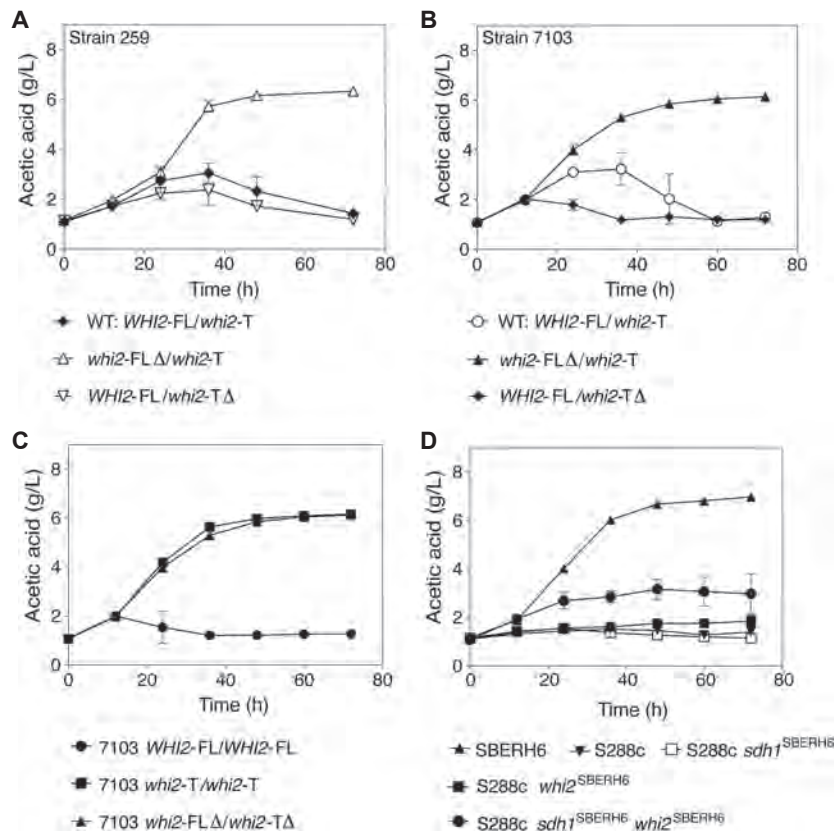 A
Strain 259
8
6
4
2
0
Acetic acid (g/L)
0 20 40 60 80
Time (h)
WT: WHI2-FL/whi2-T
whi2-FLΔ/whi2-T
WHI2-FL/whi2-TΔ
B
Strain 7103
8
6
4
2
0
Acetic acid (g/L)
0 20 40 60 80
Time (h)
WT: WHI2-FL/whi2-T
whi2-FLΔ/whi2-T
WHI2-FL/whi2-TΔ
C
8
6
4
2
0
Acetic acid (g/L)
0 20 40 60 80
Time (h)
7103 WHI2-FL/WHI2-FL
7103 whi2-T/whi2-T
7103 whi2-FLΔ/whi2-TΔ
D
8
6
4
2
0
Acetic acid (g/L)
0 20 40 60 80
Time (h)
SBERH6 S288c S288c sdh1SBERH6
S288c whi2SBERH6
S288c sdh1SBERH6 whi2SBERH6